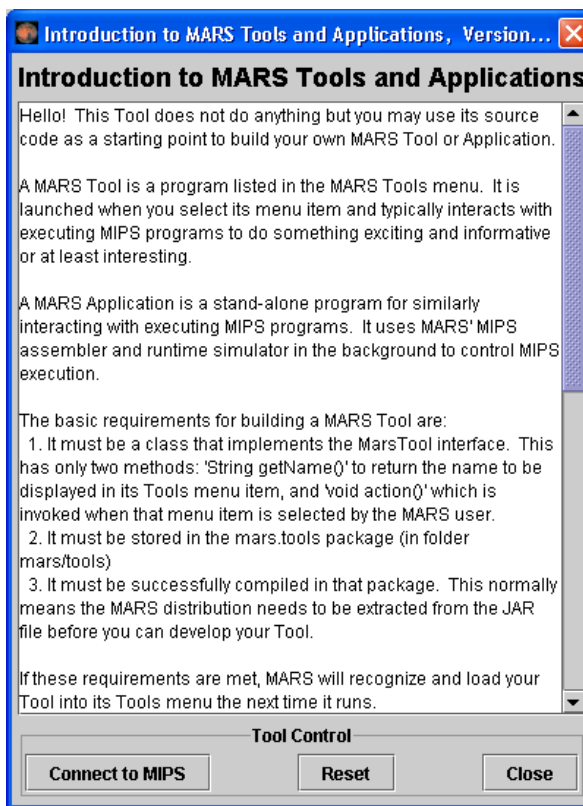 Introduction to MARS Tools and Applications, Version...
Introduction to MARS Tools and Applications
Hello! This Tool does not do anything but you may use its source
code as a starting point to build your own MARS Tool or Application.
A MARS Tool is a program listed in the MARS Tools menu. It is
launched when you select its menu item and typically interacts with
executing MIPS programs to do something exciting and informative
or at least interesting.
A MARS Application is a stand-alone program for similarly
interacting with executing MIPS programs. It uses MARS' MIPS
assembler and runtime simulator in the background to control MIPS
execution.
The basic requirements for building a MARS Tool are:
1. It must be a class that implements the MarsTool interface. This
has only two methods: 'String getName()' to return the name to be
displayed in its Tools menu item, and 'void action()' which is
invoked when that menu item is selected by the MARS user.
2. It must be stored in the mars.tools package (in folder
mars/tools)
3. It must be successfully compiled in that package. This normally
means the MARS distribution needs to be extracted from the JAR
file before you can develop your Tool.
If these requirements are met, MARS will recognize and load your
Tool into its Tools menu the next time it runs.
Tool Control
Connect to MIPS
Reset
Close